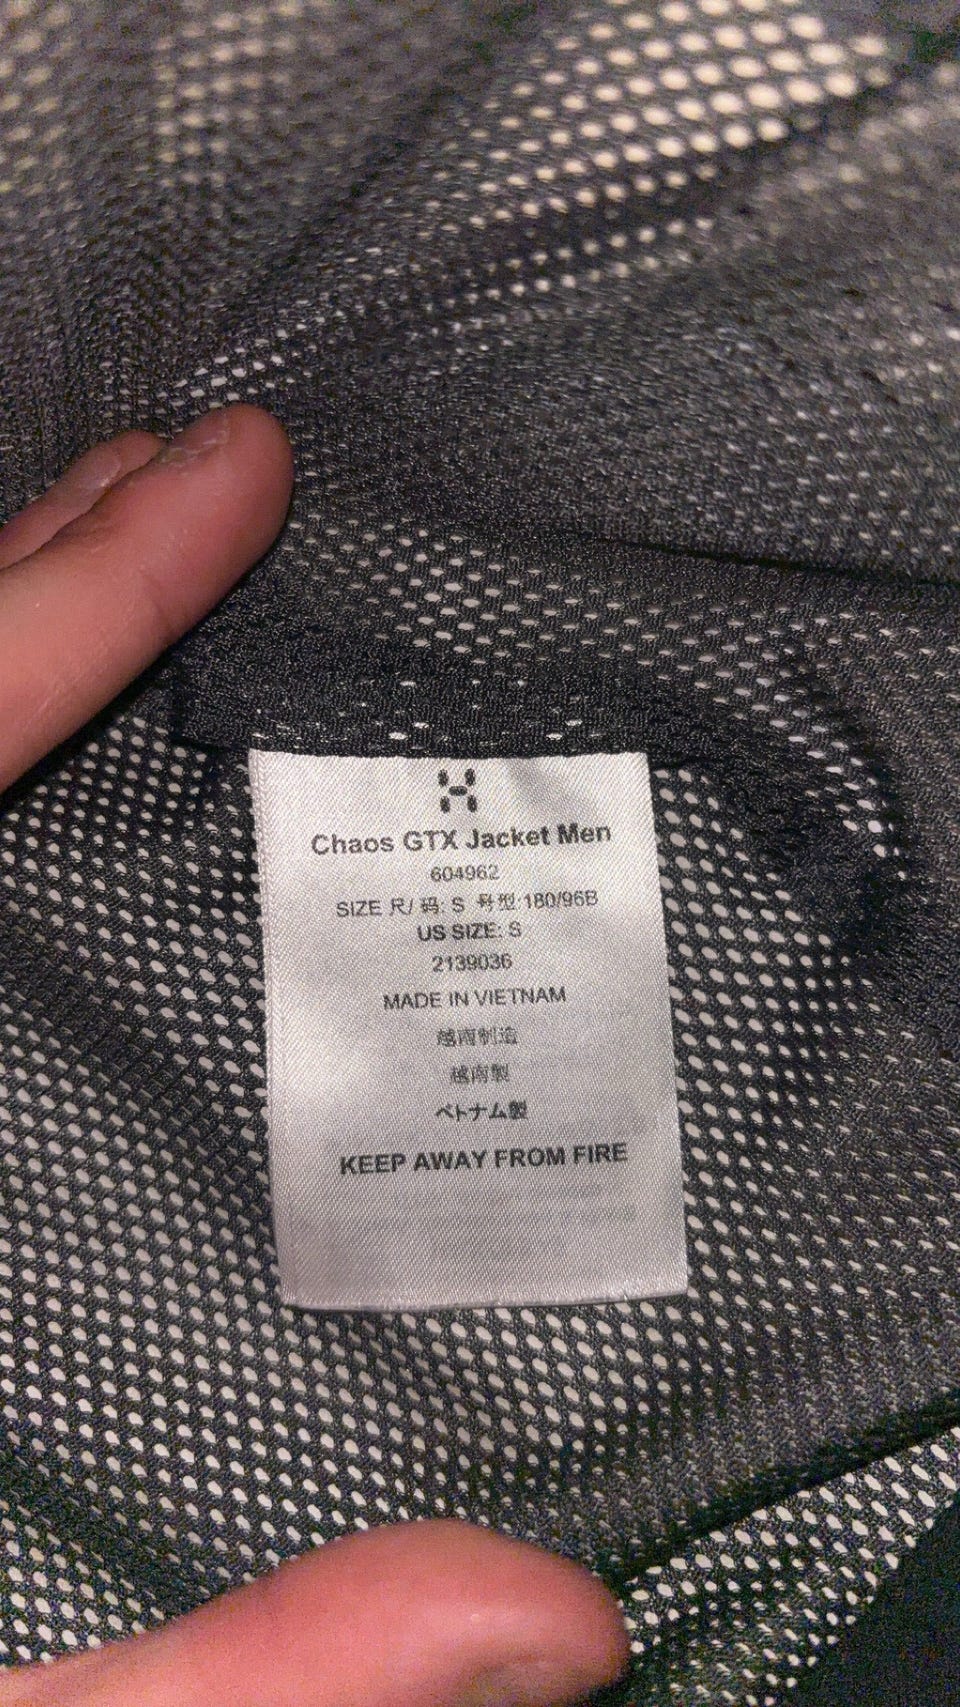 Chaos GTX Jacket Men
604962
SIZE 尺/ 码: S 号型:180/96B
US SIZE: S
2139036
MADE IN VIETNAM
越南制造
越南製
ベトナム製
KEEP AWAY FROM FIRE